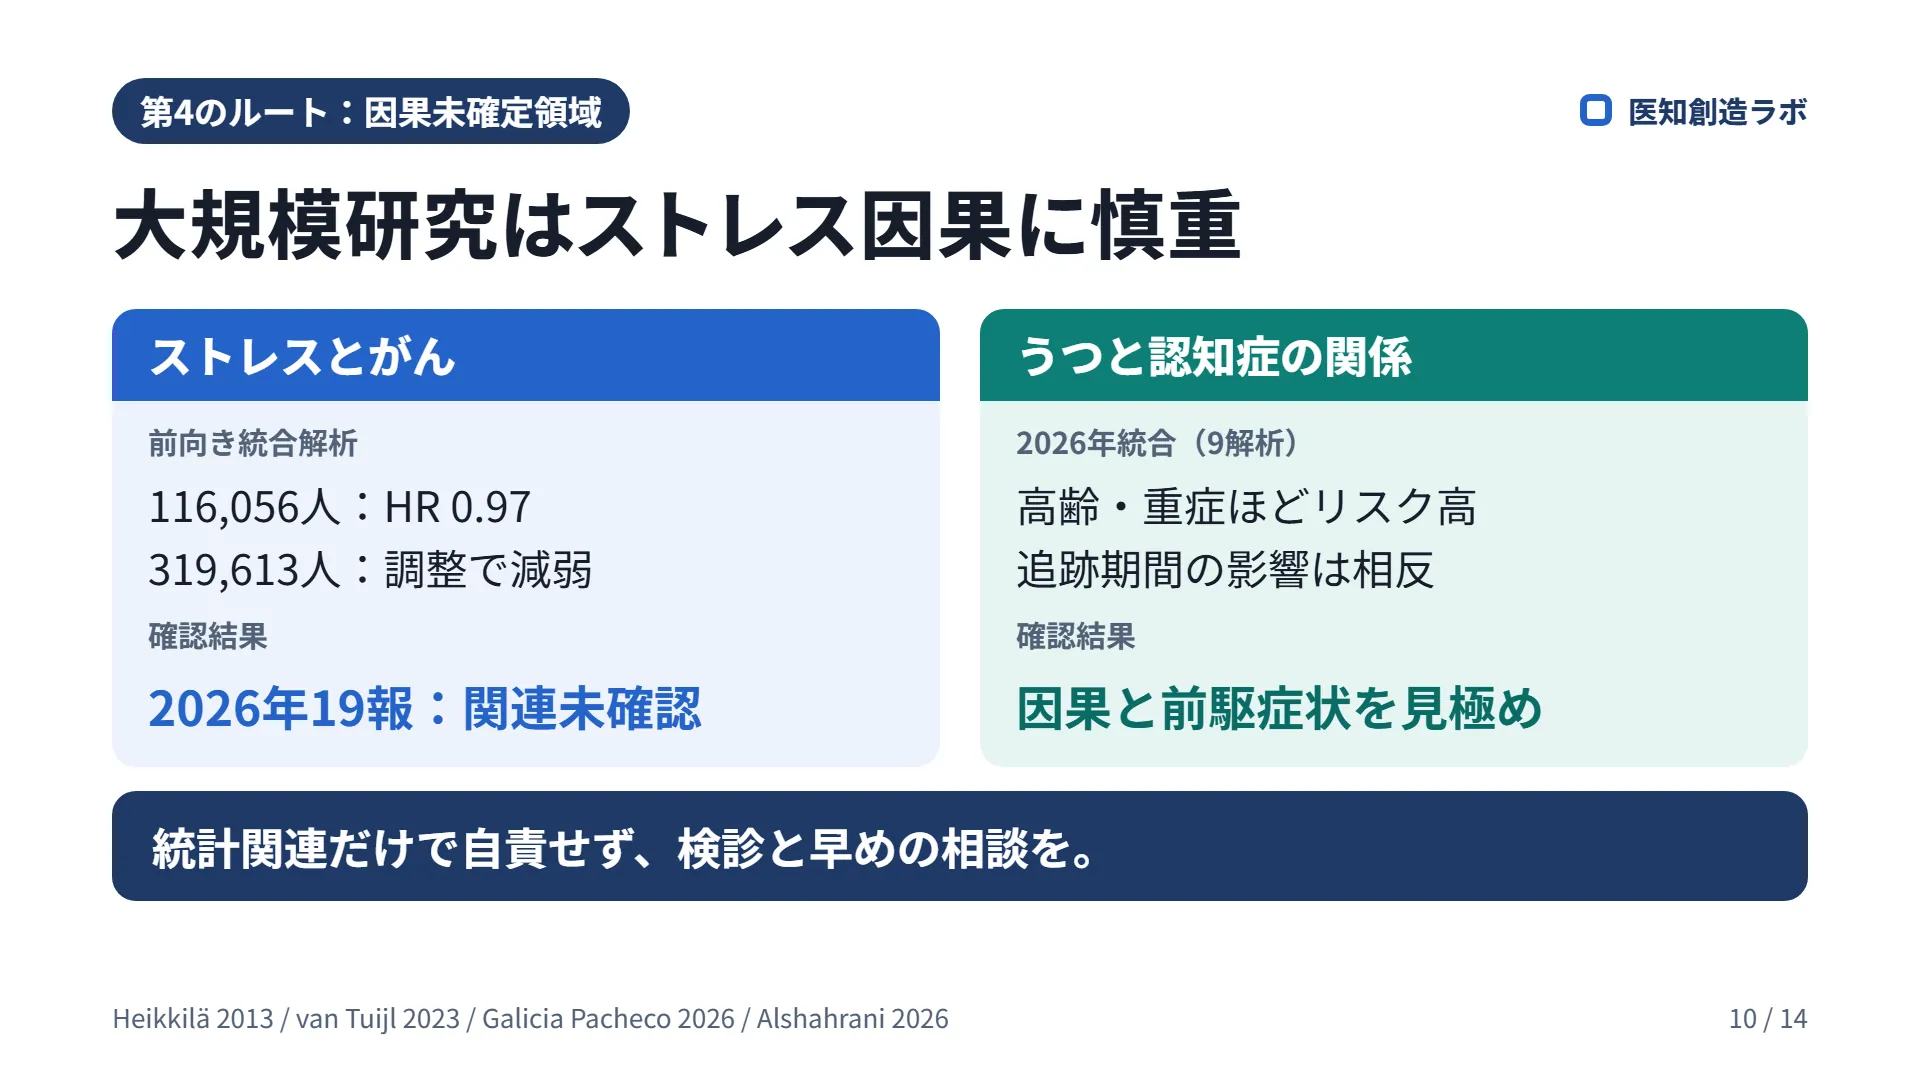 第4のルート：因果未確定領域
医知創造ラボ
大規模研究はストレス因果に慎重
ストレスとがん
前向き統合解析
116,056人：HR 0.97
319,613人：調整で減弱
確認結果
2026年19報：関連未確認
うつと認知症の関係
2026年統合（9解析）
高齢・重症ほどリスク高
追跡期間の影響は相反
確認結果
因果と前駆症状を見極め
統計関連だけで自責せず、検診と早めの相談を。
Heikkilä 2013 / van Tuijl 2023 / Galicia Pacheco 2026 / Alshahrani 2026
10 / 14